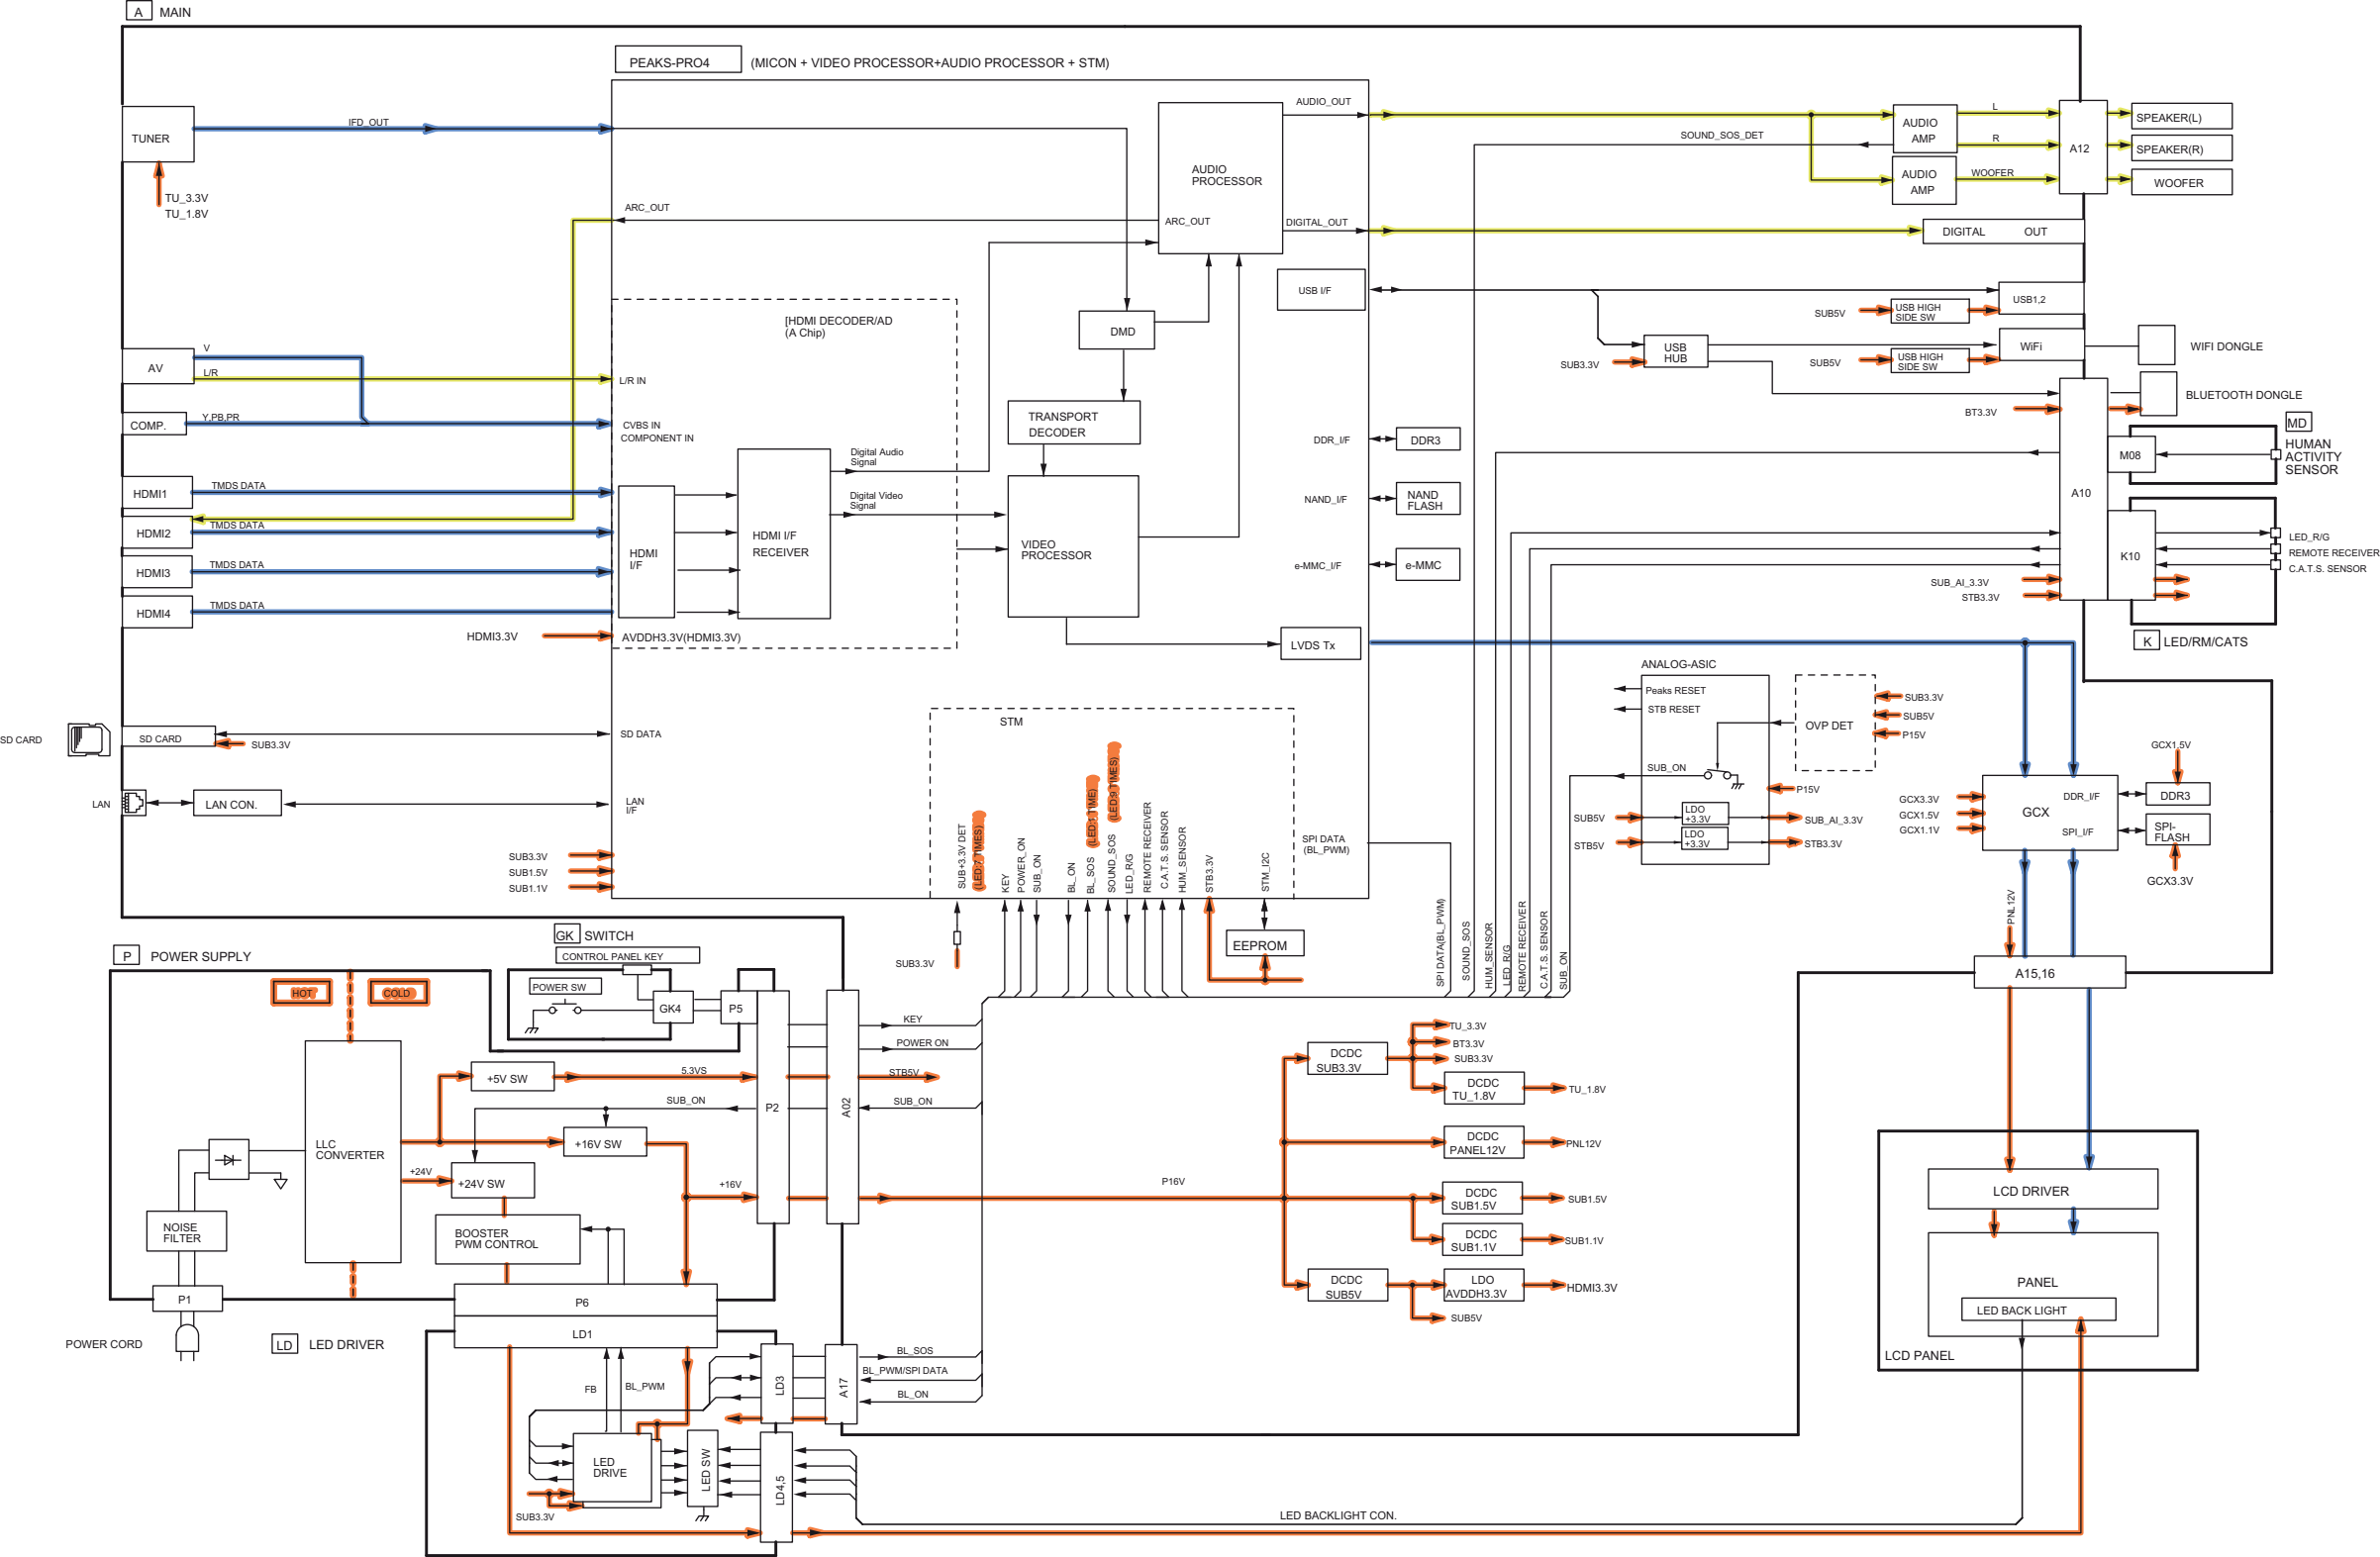 A MAIN
PEAKS-PRO4 (MICON + VIDEO PROCESSOR+AUDIO PROCESSOR + STM)
TUNER
IFD_OUT
TU_3.3V
TU_1.8V
AUDIO_OUT
AUDIO
PROCESSOR
ARC_OUT
ARC_OUT
DIGITAL_OUT
SOUND_SOS_DET
AUDIO
AMP
L
R
AUDIO
AMP
WOOFER
A12
SPEAKER(L)
SPEAKER(R)
WOOFER
DIGITAL OUT
USB I/F
USB1,2
SUB5V
USB HIGH
SIDE SW
USB
HUB
SUB3.3V
WiFi
SUB5V
USB HIGH
SIDE SW
WIFI DONGLE
BLUETOOTH DONGLE
BT3.3V
[HDMI DECODER/AD
(A Chip)
DMD
AV
V
L/R
L/R IN
COMP.
Y,PB,PR
CVBS IN
COMPONENT IN
TRANSPORT
DECODER
DDR_I/F
DDR3
NAND_I/F
NAND
FLASH
e-MMC_I/F
e-MMC
MD
HUMAN
ACTIVITY
SENSOR
M08
A10
K10
LED_R/G
REMOTE RECEIVER
C.A.T.S. SENSOR
SUB_AI_3.3V
STB3.3V
K LED/RM/CATS
HDMI1
TMDS DATA
HDMI2
TMDS DATA
HDMI3
TMDS DATA
HDMI4
TMDS DATA
HDMI
I/F
HDMI I/F
RECEIVER
Digital Audio
Signal
Digital Video
Signal
VIDEO
PROCESSOR
HDMI3.3V
AVDDH3.3V(HDMI3.3V)
LVDS Tx
SD CARD
SD CARD
SUB3.3V
SD DATA
LAN
LAN CON.
LAN
I/F
SUB3.3V
SUB1.5V
SUB1.1V
STM
SUB+3.3V DET
(LED:7 TIMES)
KEY
POWER_ON
SUB_ON
BL_ON
BL_SOS
(LED:1 TIME)
SOUND_SOS
(LED:9 TIMES)
LED_R/G
REMOTE RECEIVER
C.A.T.S. SENSOR
HUM_SENSOR
STB3.3V
STM_I2C
SPI DATA
(BL_PWM)
EEPROM
SUB3.3V
SPI DATA(BL_PWM)
SOUND_SOS
HUM_SENSOR
LED_R/G
REMOTE RECEIVER
C.A.T.S. SENSOR
SUB_ON
ANALOG-ASIC
Peaks RESET
STB RESET
SUB_ON
OVP DET
SUB3.3V
SUB5V
P15V
P15V
SUB5V
LDO
+3.3V
SUB_AI_3.3V
STB5V
LDO
+3.3V
STB3.3V
GCX1.5V
GCX3.3V
GCX1.5V
GCX1.1V
GCX
DDR_I/F
DDR3
SPI_I/F
SPI-
FLASH
GCX3.3V
PNL12V
A15,16
P POWER SUPPLY
HOT
COLD
GK SWITCH
CONTROL PANEL KEY
POWER SW
GK4
P5
LLC
CONVERTER
+5V SW
5.3VS
SUB_ON
+16V SW
+24V
+24V SW
+16V
P2
A02
KEY
POWER ON
STB5V
SUB_ON
P16V
NOISE
FILTER
BOOSTER
PWM CONTROL
P1
POWER CORD
P6
LD1
LD LED DRIVER
FB
BL_PWM
LD3
A17
BL_SOS
BL_PWM/SPI DATA
BL_ON
LED
DRIVE
LED SW
LD4,5
SUB3.3V
LED BACKLIGHT CON.
DCDC
SUB3.3V
TU_3.3V
BT3.3V
SUB3.3V
DCDC
TU_1.8V
TU_1.8V
DCDC
PANEL12V
PNL12V
DCDC
SUB1.5V
SUB1.5V
DCDC
SUB1.1V
SUB1.1V
DCDC
SUB5V
LDO
AVDDH3.3V
HDMI3.3V
SUB5V
LCD DRIVER
PANEL
LED BACK LIGHT
LCD PANEL